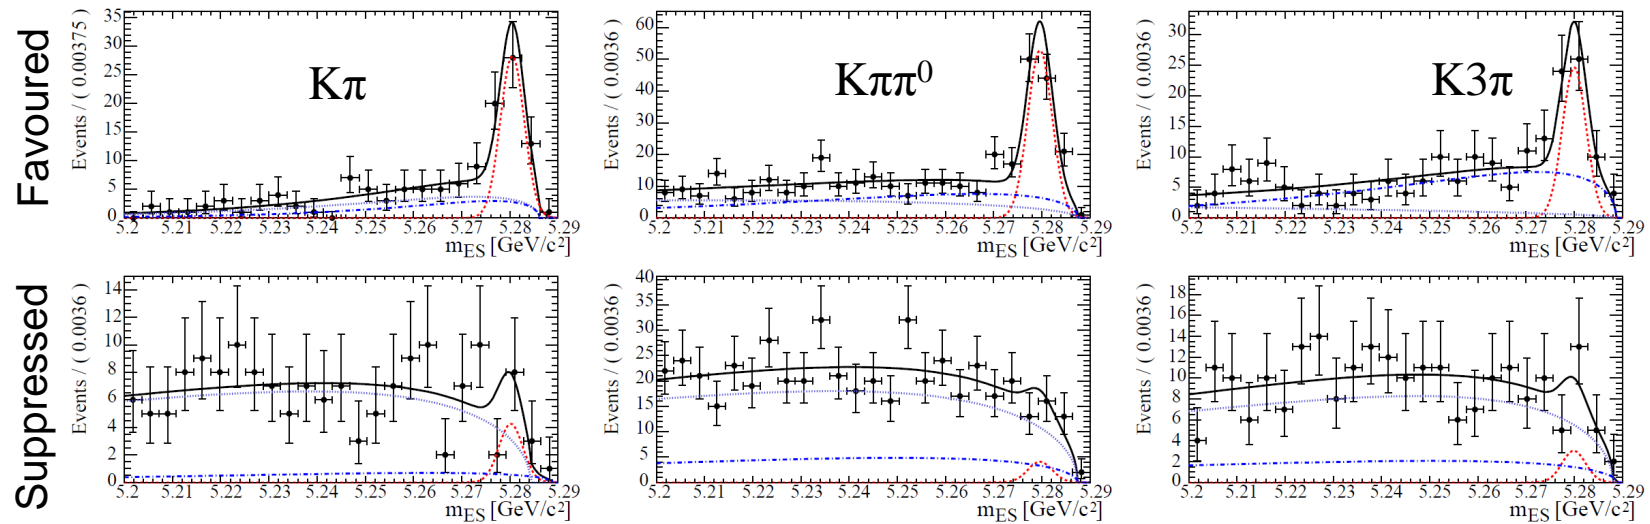 Favoured
Events / ( 0.00375 )
35
30
25
20
15
10
5
0
Kπ
5.2 5.21 5.22 5.23 5.24 5.25 5.26 5.27 5.28 5.29
mES [GeV/c²]
Events / ( 0.0036 )
60
50
40
30
20
10
0
Kππ⁰
5.2 5.21 5.22 5.23 5.24 5.25 5.26 5.27 5.28 5.29
mES [GeV/c²]
Events / ( 0.0036 )
30
25
20
15
10
5
0
K3π
5.2 5.21 5.22 5.23 5.24 5.25 5.26 5.27 5.28 5.29
mES [GeV/c²]
Suppressed
Events / ( 0.0036 )
14
12
10
8
6
4
2
0
5.2 5.21 5.22 5.23 5.24 5.25 5.26 5.27 5.28 5.29
mES [GeV/c²]
Events / ( 0.0036 )
40
35
30
25
20
15
10
5
0
5.2 5.21 5.22 5.23 5.24 5.25 5.26 5.27 5.28 5.29
mES [GeV/c²]
Events / ( 0.0036 )
18
16
14
12
10
8
6
4
2
0
5.2 5.21 5.22 5.23 5.24 5.25 5.26 5.27 5.28 5.29
mES [GeV/c²]